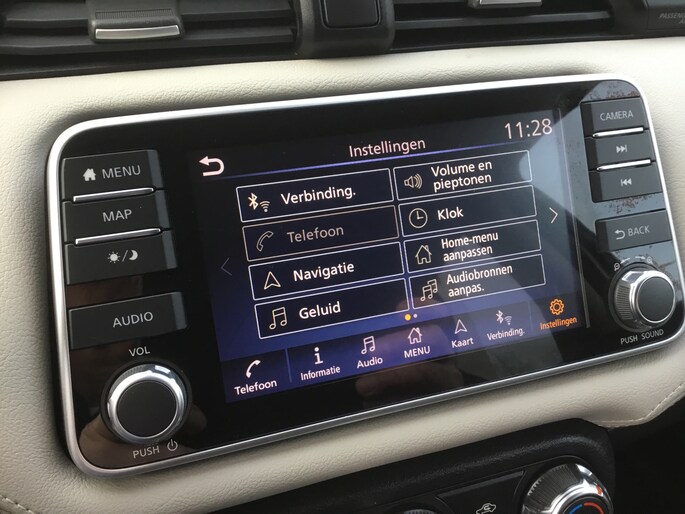 PASSENGER
11:28
Instellingen
MENU
MAP
AUDIO
VOL
PUSH
Verbinding.
Telefoon
Navigatie
Geluid
Volume en
pieptonen
Klok
Home-menu
aanpassen
Audiobronnen
aanpas.
Telefoon
Informatie
Audio
MENU
Kaart
Verbinding.
Instellingen
CAMERA
BACK
PUSH SOUND